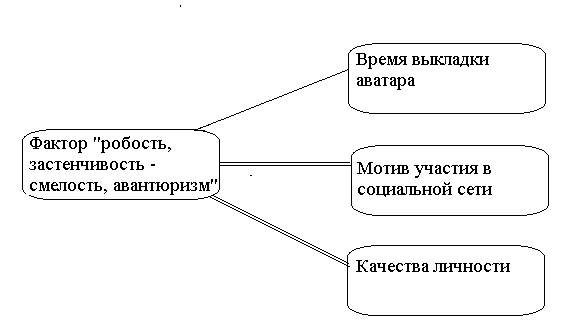 Время выкладки
аватара
Фактор "робость,
застенчивость -
смелость, авантюризм"
Мотив участия в
социальной сети
Качества личности